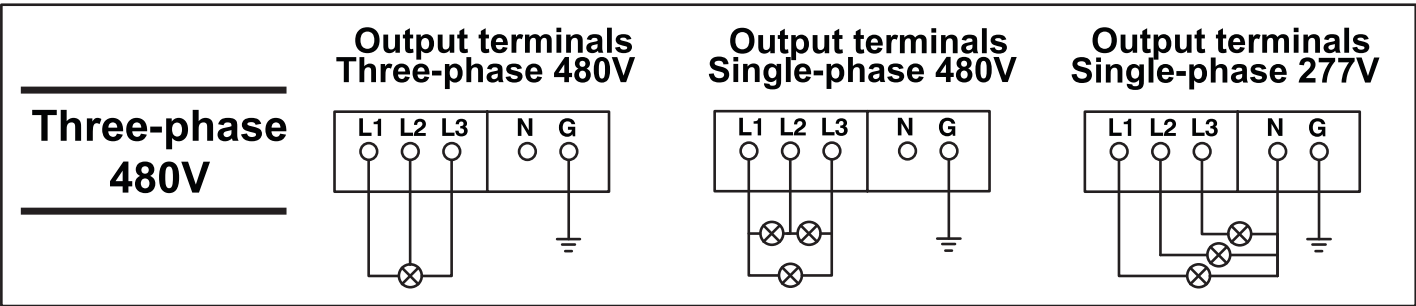 Three-phase
480V
Output terminals
Three-phase 480V
L1 L2 L3 N G
Output terminals
Single-phase 480V
L1 L2 L3 N G
Output terminals
Single-phase 277V
L1 L2 L3 N G